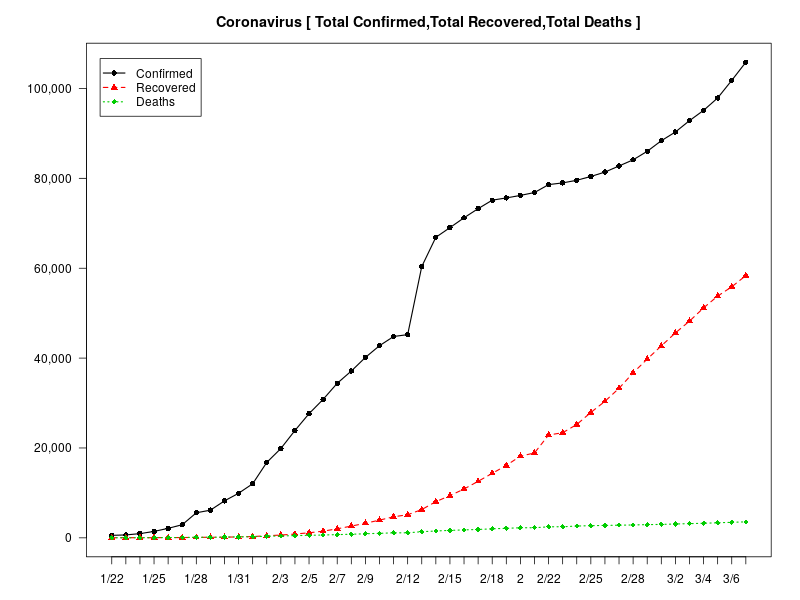 Coronavirus [ Total Confirmed,Total Recovered,Total Deaths ]
Confirmed
Recovered
Deaths
100,000
80,000
60,000
40,000
20,000
0
1/22 1/25 1/28 1/31 2/3 2/5 2/7 2/9 2/12 2/15 2/18 2 2/22 2/25 2/28 3/2 3/4 3/6